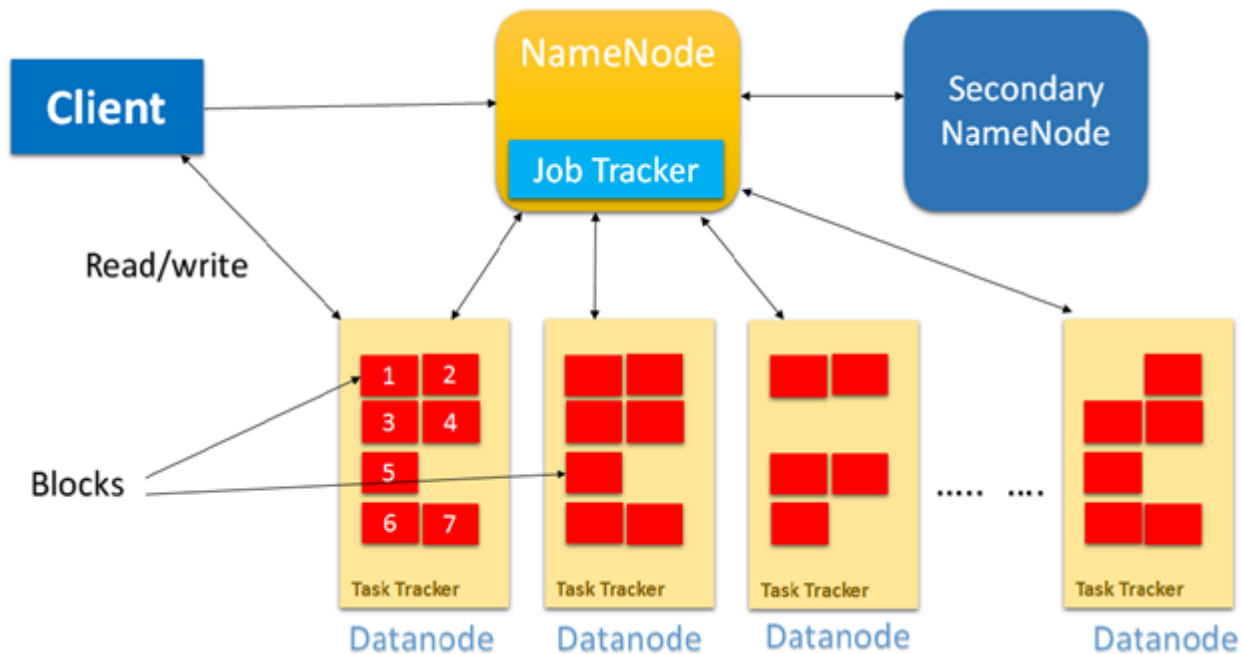 Client
NameNode
Job Tracker
Secondary
NameNode
Read/write
Blocks
1 2
3 4
5
6 7
..... ....
Task Tracker
Task Tracker
Task Tracker
Task Tracker
Datanode
Datanode
Datanode
Datanode